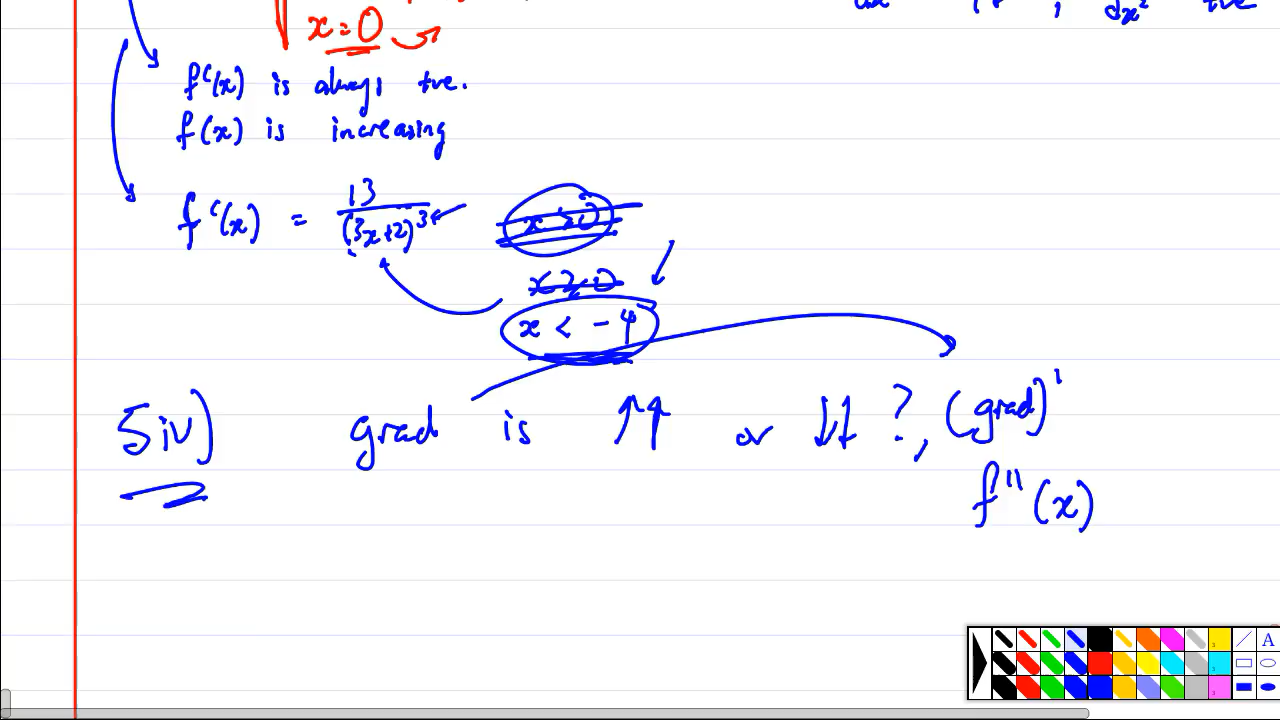 x = 0
f'(x) is always +ve.
f(x) is increasing
f'(x) = 13/(3x+2)³
x < -4
5iv) grad is ↑↑ or ↓↓ ?, (grad)'
f''(x)
A